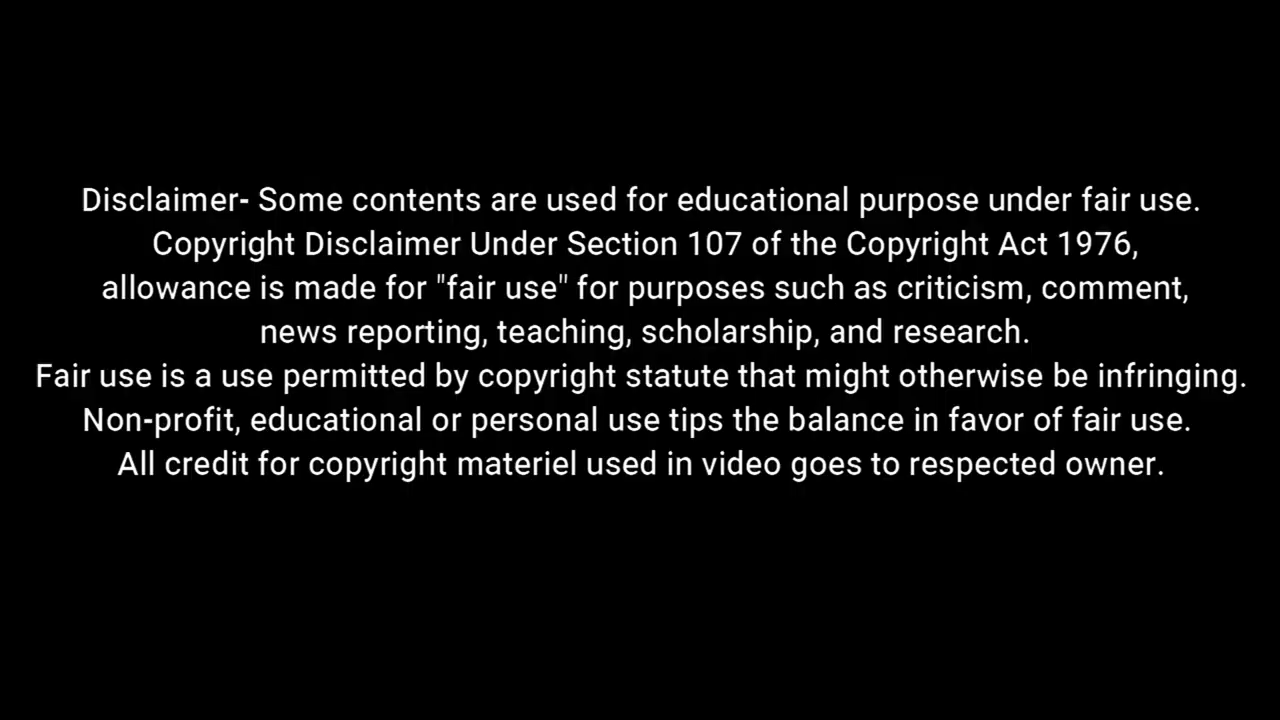 Disclaimer- Some contents are used for educational purpose under fair use.
Copyright Disclaimer Under Section 107 of the Copyright Act 1976,
allowance is made for "fair use" for purposes such as criticism, comment,
news reporting, teaching, scholarship, and research.
Fair use is a use permitted by copyright statute that might otherwise be infringing.
Non-profit, educational or personal use tips the balance in favor of fair use.
All credit for copyright materiel used in video goes to respected owner.